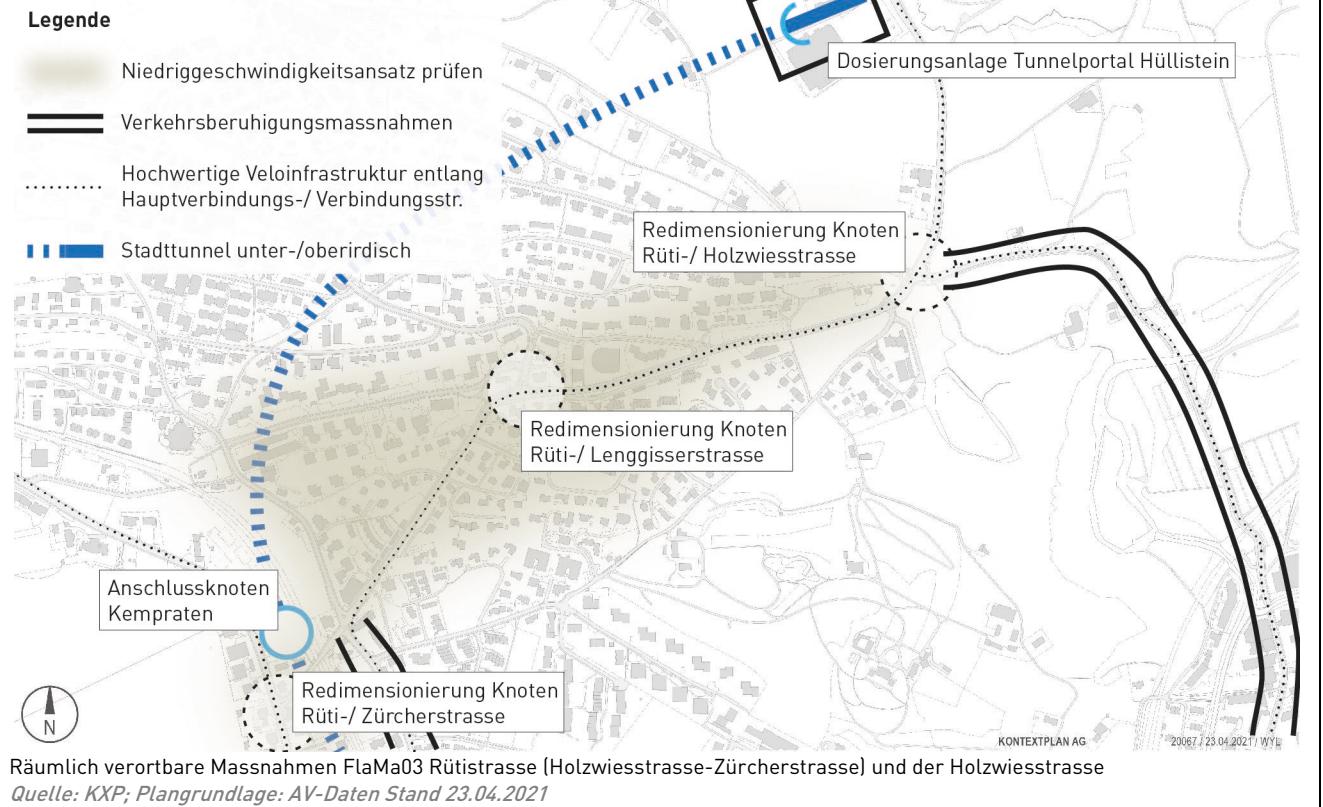 Legende
Niedriggeschwindigkeitsansatz prüfen
Verkehrsberuhigungsmassnahmen
Hochwertige Veloinfrastruktur entlang
Hauptverbindungs-/ Verbindungsstr.
Stadttunnel unter-/oberirdisch
Dosierungsanlage Tunnelportal Hüllistein
Redimensionierung Knoten
Rüti-/ Holzwiesstrasse
Redimensionierung Knoten
Rüti-/ Lenggisserstrasse
Anschlussknoten
Kempraten
Redimensionierung Knoten
Rüti-/ Zürcherstrasse
N
KONTEXTPLAN AG
20067 / 23.04.2021 / WYL
Räumlich verortbare Massnahmen FlaMa03 Rütistrasse (Holzwiesstrasse-Zürcherstrasse) und der Holzwiesstrasse
Quelle: KXP; Plangrundlage: AV-Daten Stand 23.04.2021